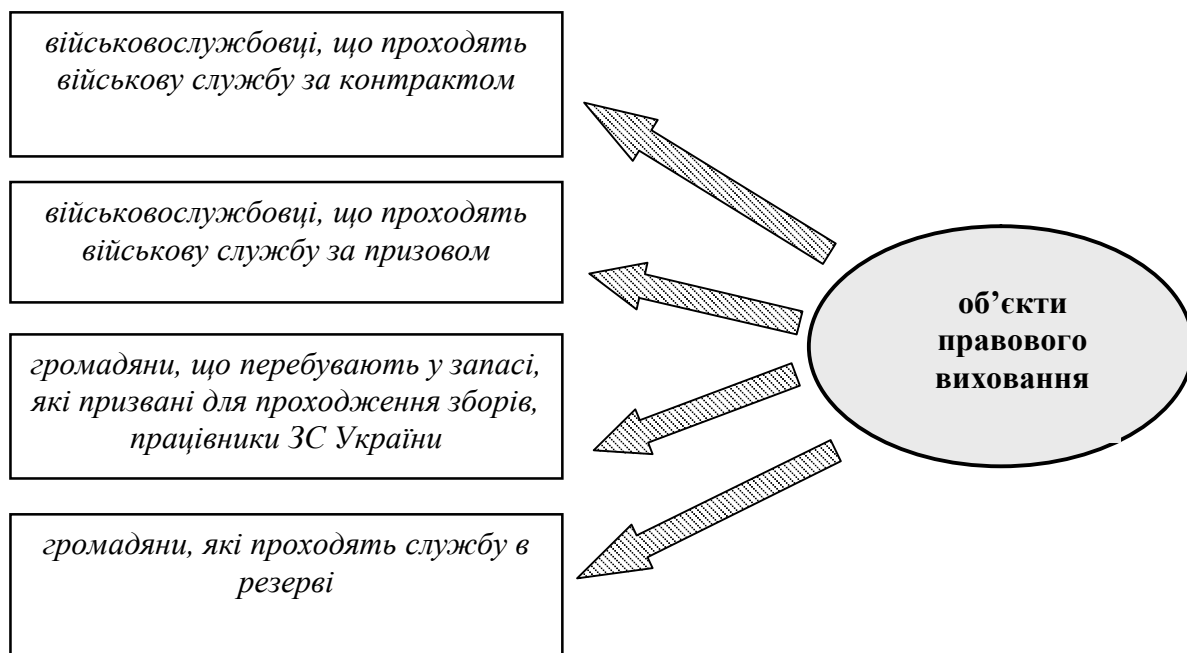 військовослужбовці, що проходять
військову службу за контрактом
військовослужбовці, що проходять
військову службу за призовом
громадяни, що перебувають у запасі,
які призвані для проходження зборів,
працівники ЗС України
громадяни, які проходять службу в
резерві
об’єкти
правового
виховання